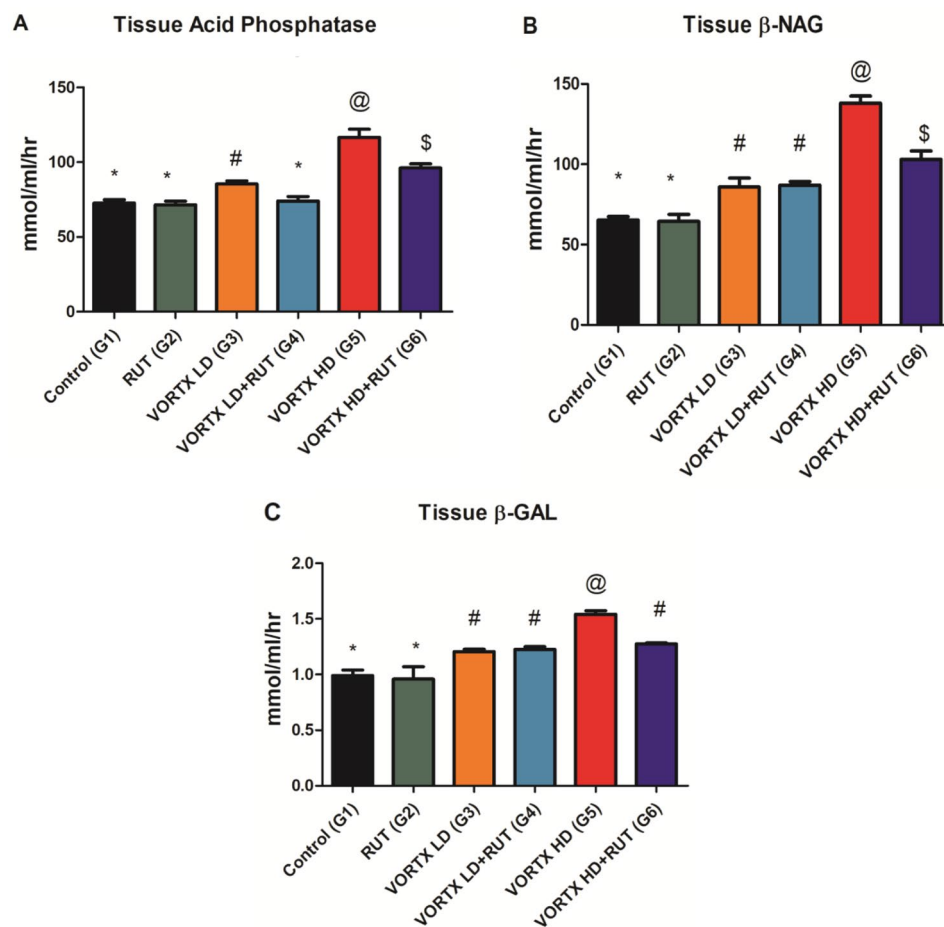 A Tissue Acid Phosphatase
mmol/ml/hr
150
100
50
0
* * # * @ $
Control (G1)
RUT (G2)
VORTX LD (G3)
VORTX LD+RUT (G4)
VORTX HD (G5)
VORTX HD+RUT (G6)
B Tissue β-NAG
mmol/ml/hr
150
100
50
0
* * # # @ $
Control (G1)
RUT (G2)
VORTX LD (G3)
VORTX LD+RUT (G4)
VORTX HD (G5)
VORTX HD+RUT (G6)
C Tissue β-GAL
mmol/ml/hr
2.0
1.5
1.0
0.5
0.0
* * # # @ #
Control (G1)
RUT (G2)
VORTX LD (G3)
VORTX LD+RUT (G4)
VORTX HD (G5)
VORTX HD+RUT (G6)